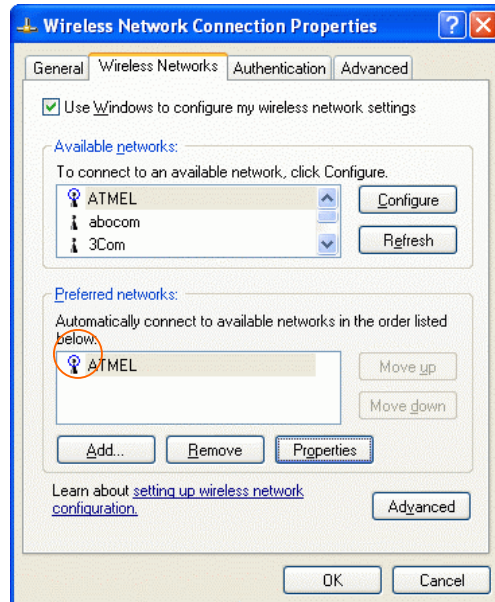 Wireless Network Connection Properties
General Wireless Networks Authentication Advanced
Use Windows to configure my wireless network settings
Available networks:
To connect to an available network, click Configure.
ATMEL
abocom
3Com
Configure
Refresh
Preferred networks:
Automatically connect to available networks in the order listed
below:
ATMEL
Move up
Move down
Add... Remove Properties
Learn about setting up wireless network
configuration.
Advanced
OK Cancel